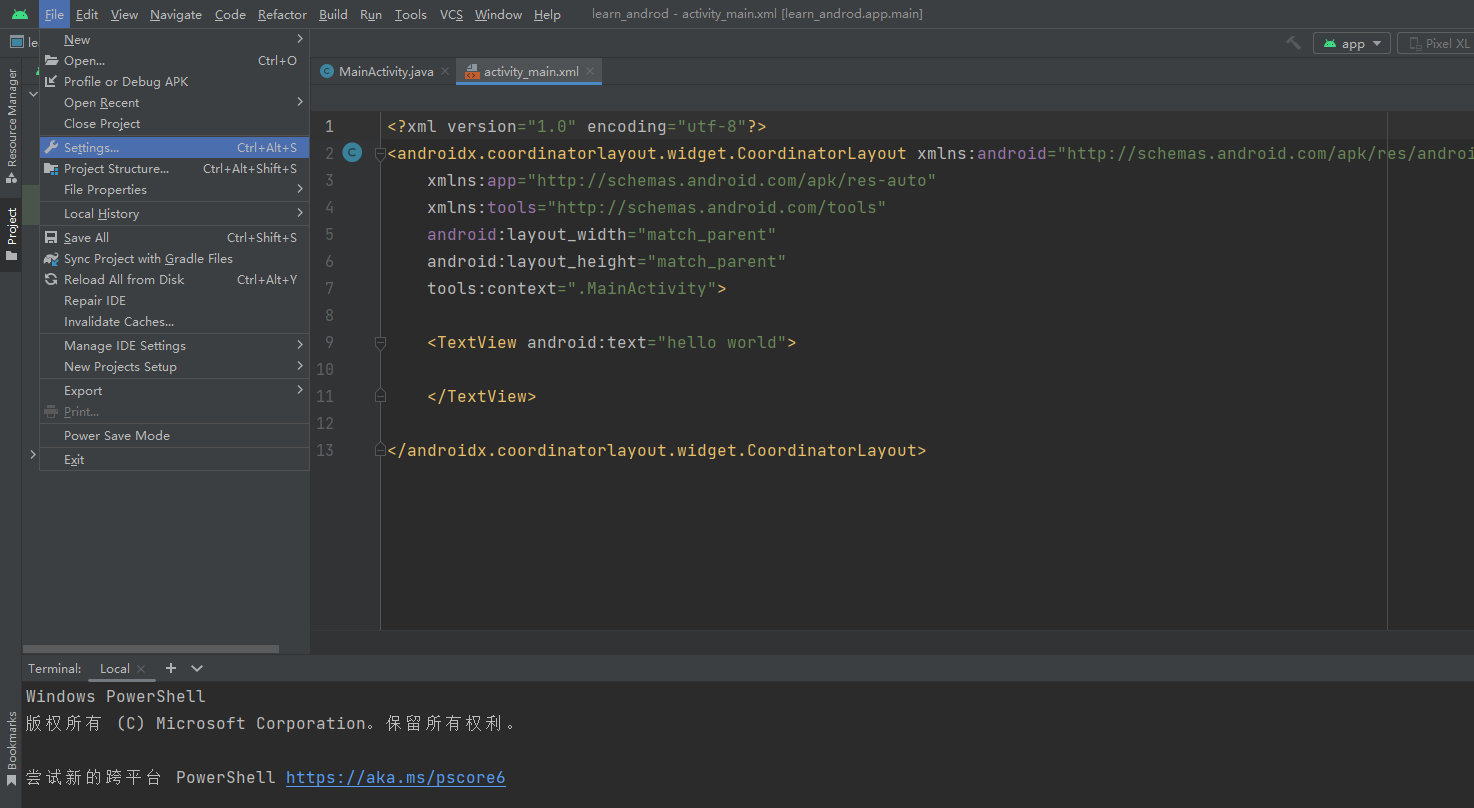 File Edit View Navigate Code Refactor Build Run Tools VCS Window Help learn_androd - activity_main.xml [learn_androd.app.main]
le
app Pixel XL
New
Open... Ctrl+O
Profile or Debug APK
Open Recent
Close Project
Settings... Ctrl+Alt+S
Project Structure... Ctrl+Alt+Shift+S
File Properties
Local History
Save All Ctrl+Shift+S
Sync Project with Gradle Files
Reload All from Disk Ctrl+Alt+Y
Repair IDE
Invalidate Caches...
Manage IDE Settings
New Projects Setup
Export
Print...
Power Save Mode
Exit
Resource Manager
Project
Bookmarks
MainActivity.java activity_main.xml
1 <?xml version="1.0" encoding="utf-8"?>
2 <androidx.coordinatorlayout.widget.CoordinatorLayout xmlns:android="http://schemas.android.com/apk/res/androi
3 xmlns:app="http://schemas.android.com/apk/res-auto"
4 xmlns:tools="http://schemas.android.com/tools"
5 android:layout_width="match_parent"
6 android:layout_height="match_parent"
7 tools:context=".MainActivity">
8
9 <TextView android:text="hello world">
10
11 </TextView>
12
13 </androidx.coordinatorlayout.widget.CoordinatorLayout>
Terminal: Local
Windows PowerShell
版权所有 (C) Microsoft Corporation。保留所有权利。
尝试新的跨平台 PowerShell https://aka.ms/pscore6